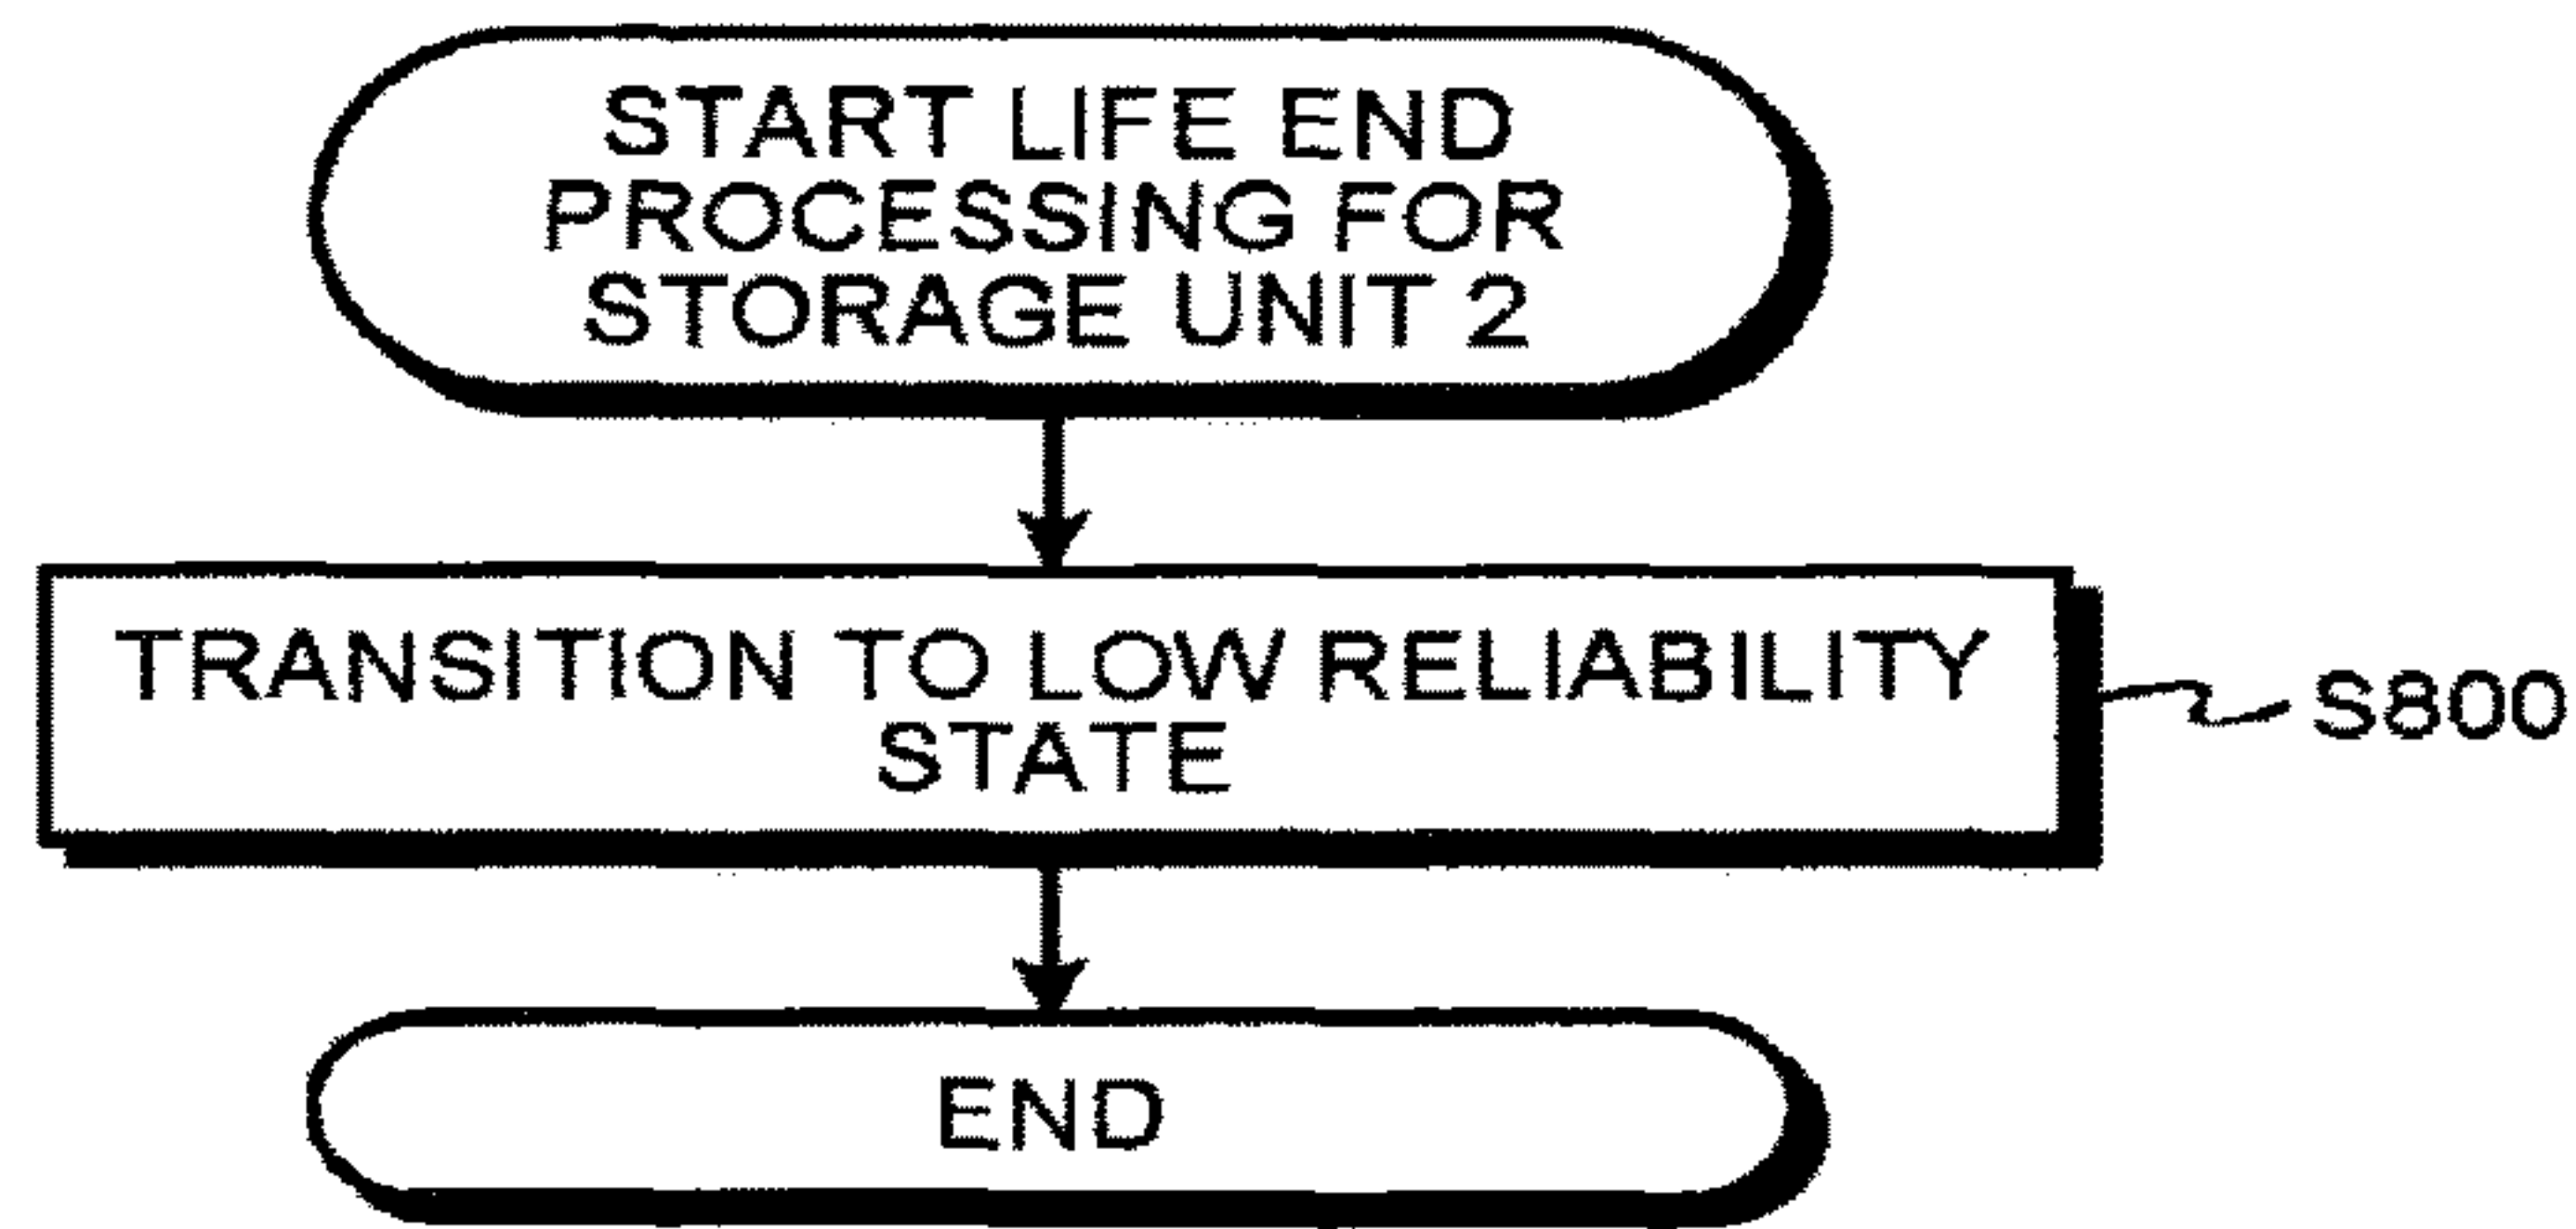 START LIFE END
PROCESSING FOR
STORAGE UNIT 2
TRANSITION TO LOW RELIABILITY
STATE
S800
END